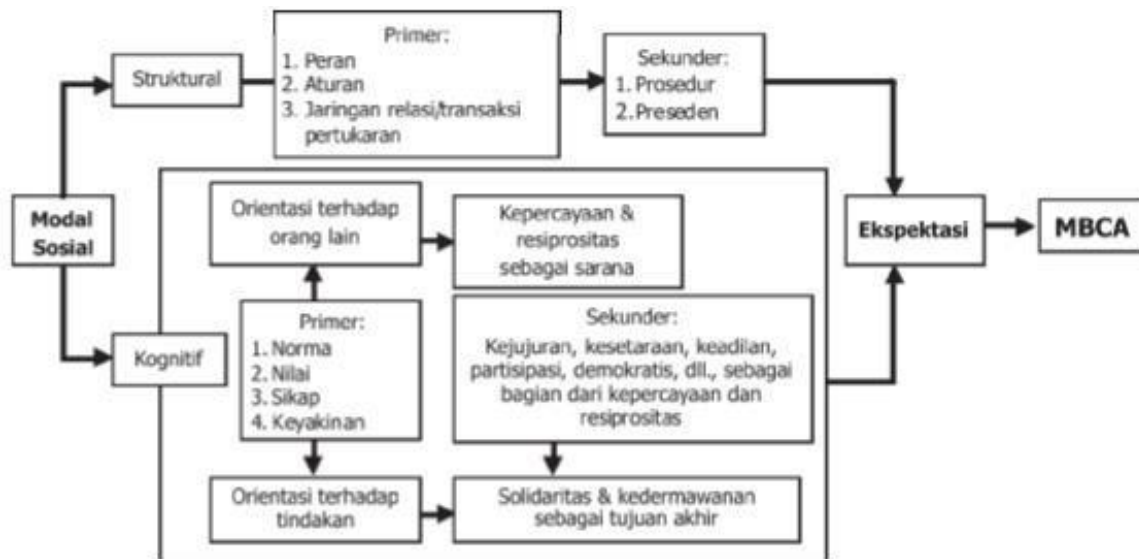 Primer:
1. Peran
2. Aturan
3. Jaringan relasi/transaksi
pertukaran
Struktural
Sekunder:
1. Prosedur
2. Preseden
Modal
Sosial
Orientasi terhadap
orang lain
Kepercayaan &
resiprositas
sebagai sarana
Ekspektasi
MBCA
Kognitif
Primer:
1. Norma
2. Nilai
3. Sikap
4. Keyakinan
Sekunder:
Kejujuran, kesetaraan, keadilan,
partisipasi, demokratis, dll., sebagai
bagian dari kepercayaan dan
resiprositas
Orientasi terhadap
tindakan
Solidaritas & kedermawanan
sebagai tujuan akhir